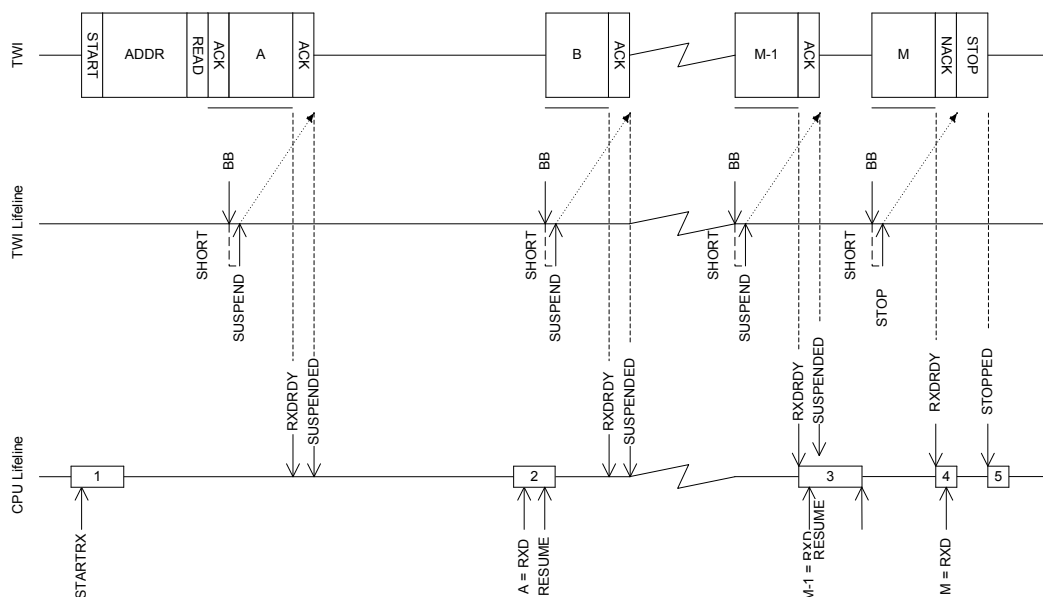 TWI
START
ADDR
READ
ACK
A
ACK
B
ACK
M-1
ACK
M
NACK
STOP
TWI Lifeline
BB
SHORT
SUSPEND
BB
SHORT
SUSPEND
BB
SHORT
SUSPEND
BB
SHORT
STOP
RXDRDY
SUSPENDED
RXDRDY
SUSPENDED
RXDRDY
SUSPENDED
RXDRDY
STOPPED
CPU Lifeline
1
2
3
4
5
STARTRX
A = RXD
RESUME
M-1 = RXD
RESUME
M = RXD